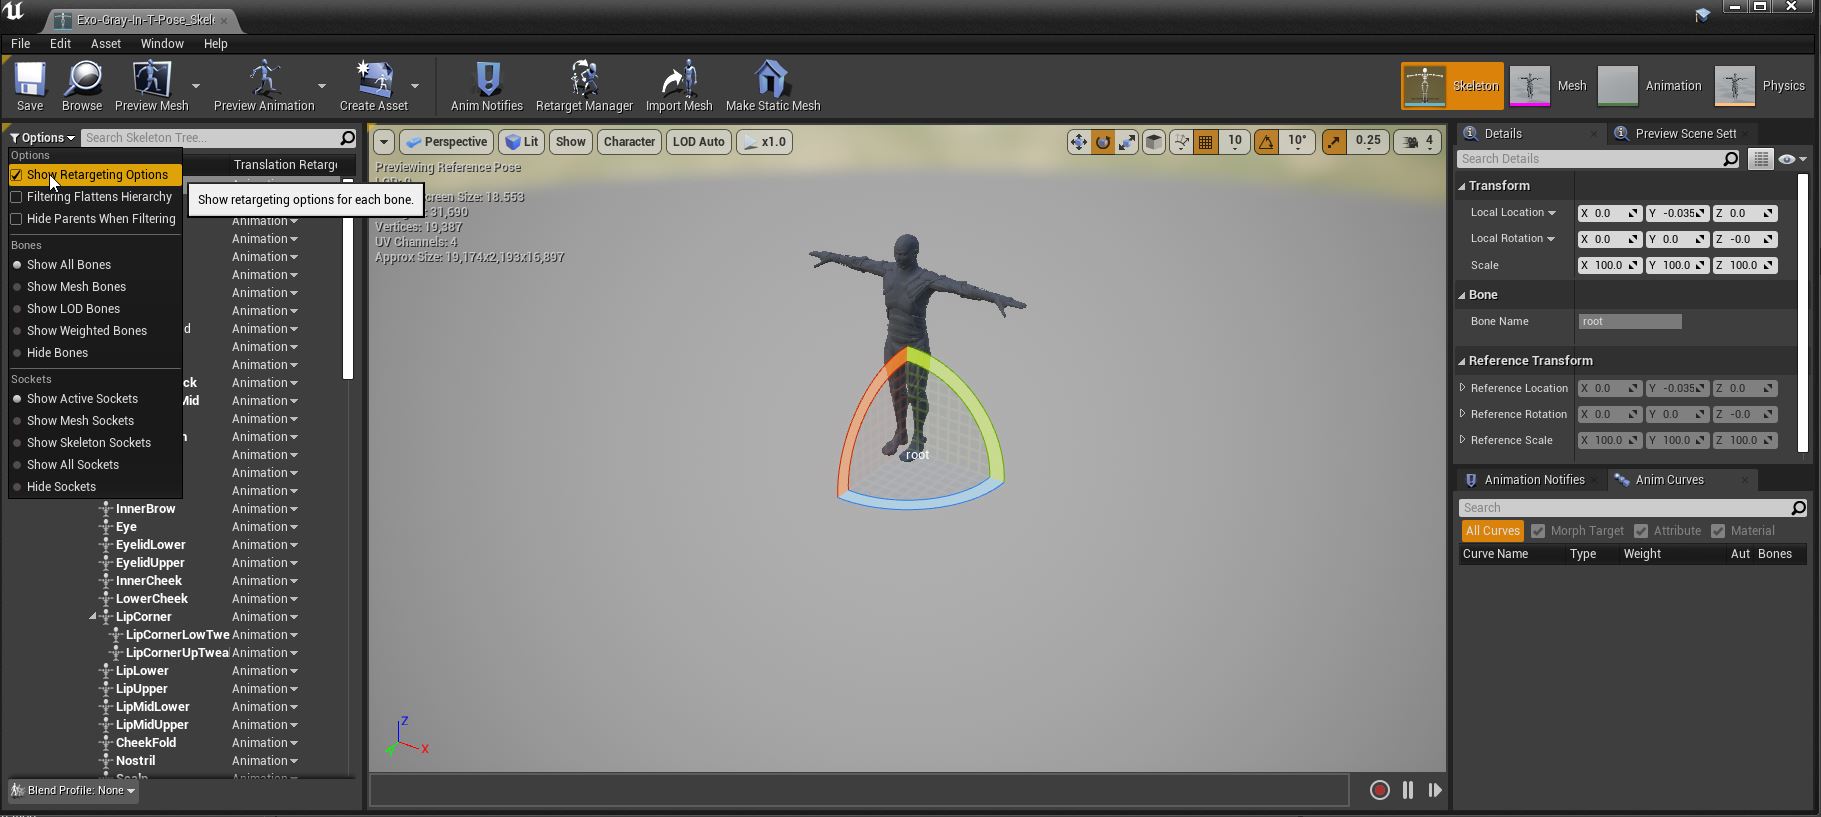 Exo-Gray-In-T-Pose_Skele
File Edit Asset Window Help
Save Browse Preview Mesh Preview Animation Create Asset Anim Notifies Retarget Manager Import Mesh Make Static Mesh
Skeleton Mesh Animation Physics
Options Search Skeleton Tree...
Options
Translation Retarge
Show Retargeting Options
Show retargeting options for each bone.
Filtering Flattens Hierarchy
Hide Parents When Filtering
Animation
Bones
Animation
Show All Bones
Animation
Animation
Show Mesh Bones
Animation
Show LOD Bones
Animation
Show Weighted Bones
d Animation
Animation
Hide Bones
Animation
Sockets
ck Animation
Show Active Sockets
Mid Animation
Show Mesh Sockets
Animation
Show Skeleton Sockets
n Animation
Animation
Show All Sockets
Animation
Hide Sockets
Animation
InnerBrow Animation
Eye Animation
EyelidLower Animation
EyelidUpper Animation
InnerCheek Animation
LowerCheek Animation
LipCorner Animation
LipCornerLowTwe Animation
LipCornerUpTwea Animation
LipLower Animation
LipUpper Animation
LipMidLower Animation
LipMidUpper Animation
CheekFold Animation
Nostril Animation
Blend Profile: None
Perspective Lit Show Character LOD Auto x1.0
10 10° 0.25 4
Previewing Reference Pose
creen Size: 18.553
31,690
Vertices: 19,387
UV Channels: 4
Approx Size: 19,174x2,193x16,897
root
Z
X
Details Preview Scene Sett
Search Details
Transform
Local Location X 0.0 Y -0.035 Z 0.0
Local Rotation X 0.0 Y 0.0 Z -0.0
Scale X 100.0 Y 100.0 Z 100.0
Bone
Bone Name root
Reference Transform
Reference Location X 0.0 Y -0.035 Z 0.0
Reference Rotation X 0.0 Y 0.0 Z -0.0
Reference Scale X 100.0 Y 100.0 Z 100.0
Animation Notifies Anim Curves
Search
All Curves Morph Target Attribute Material
Curve Name Type Weight Aut Bones